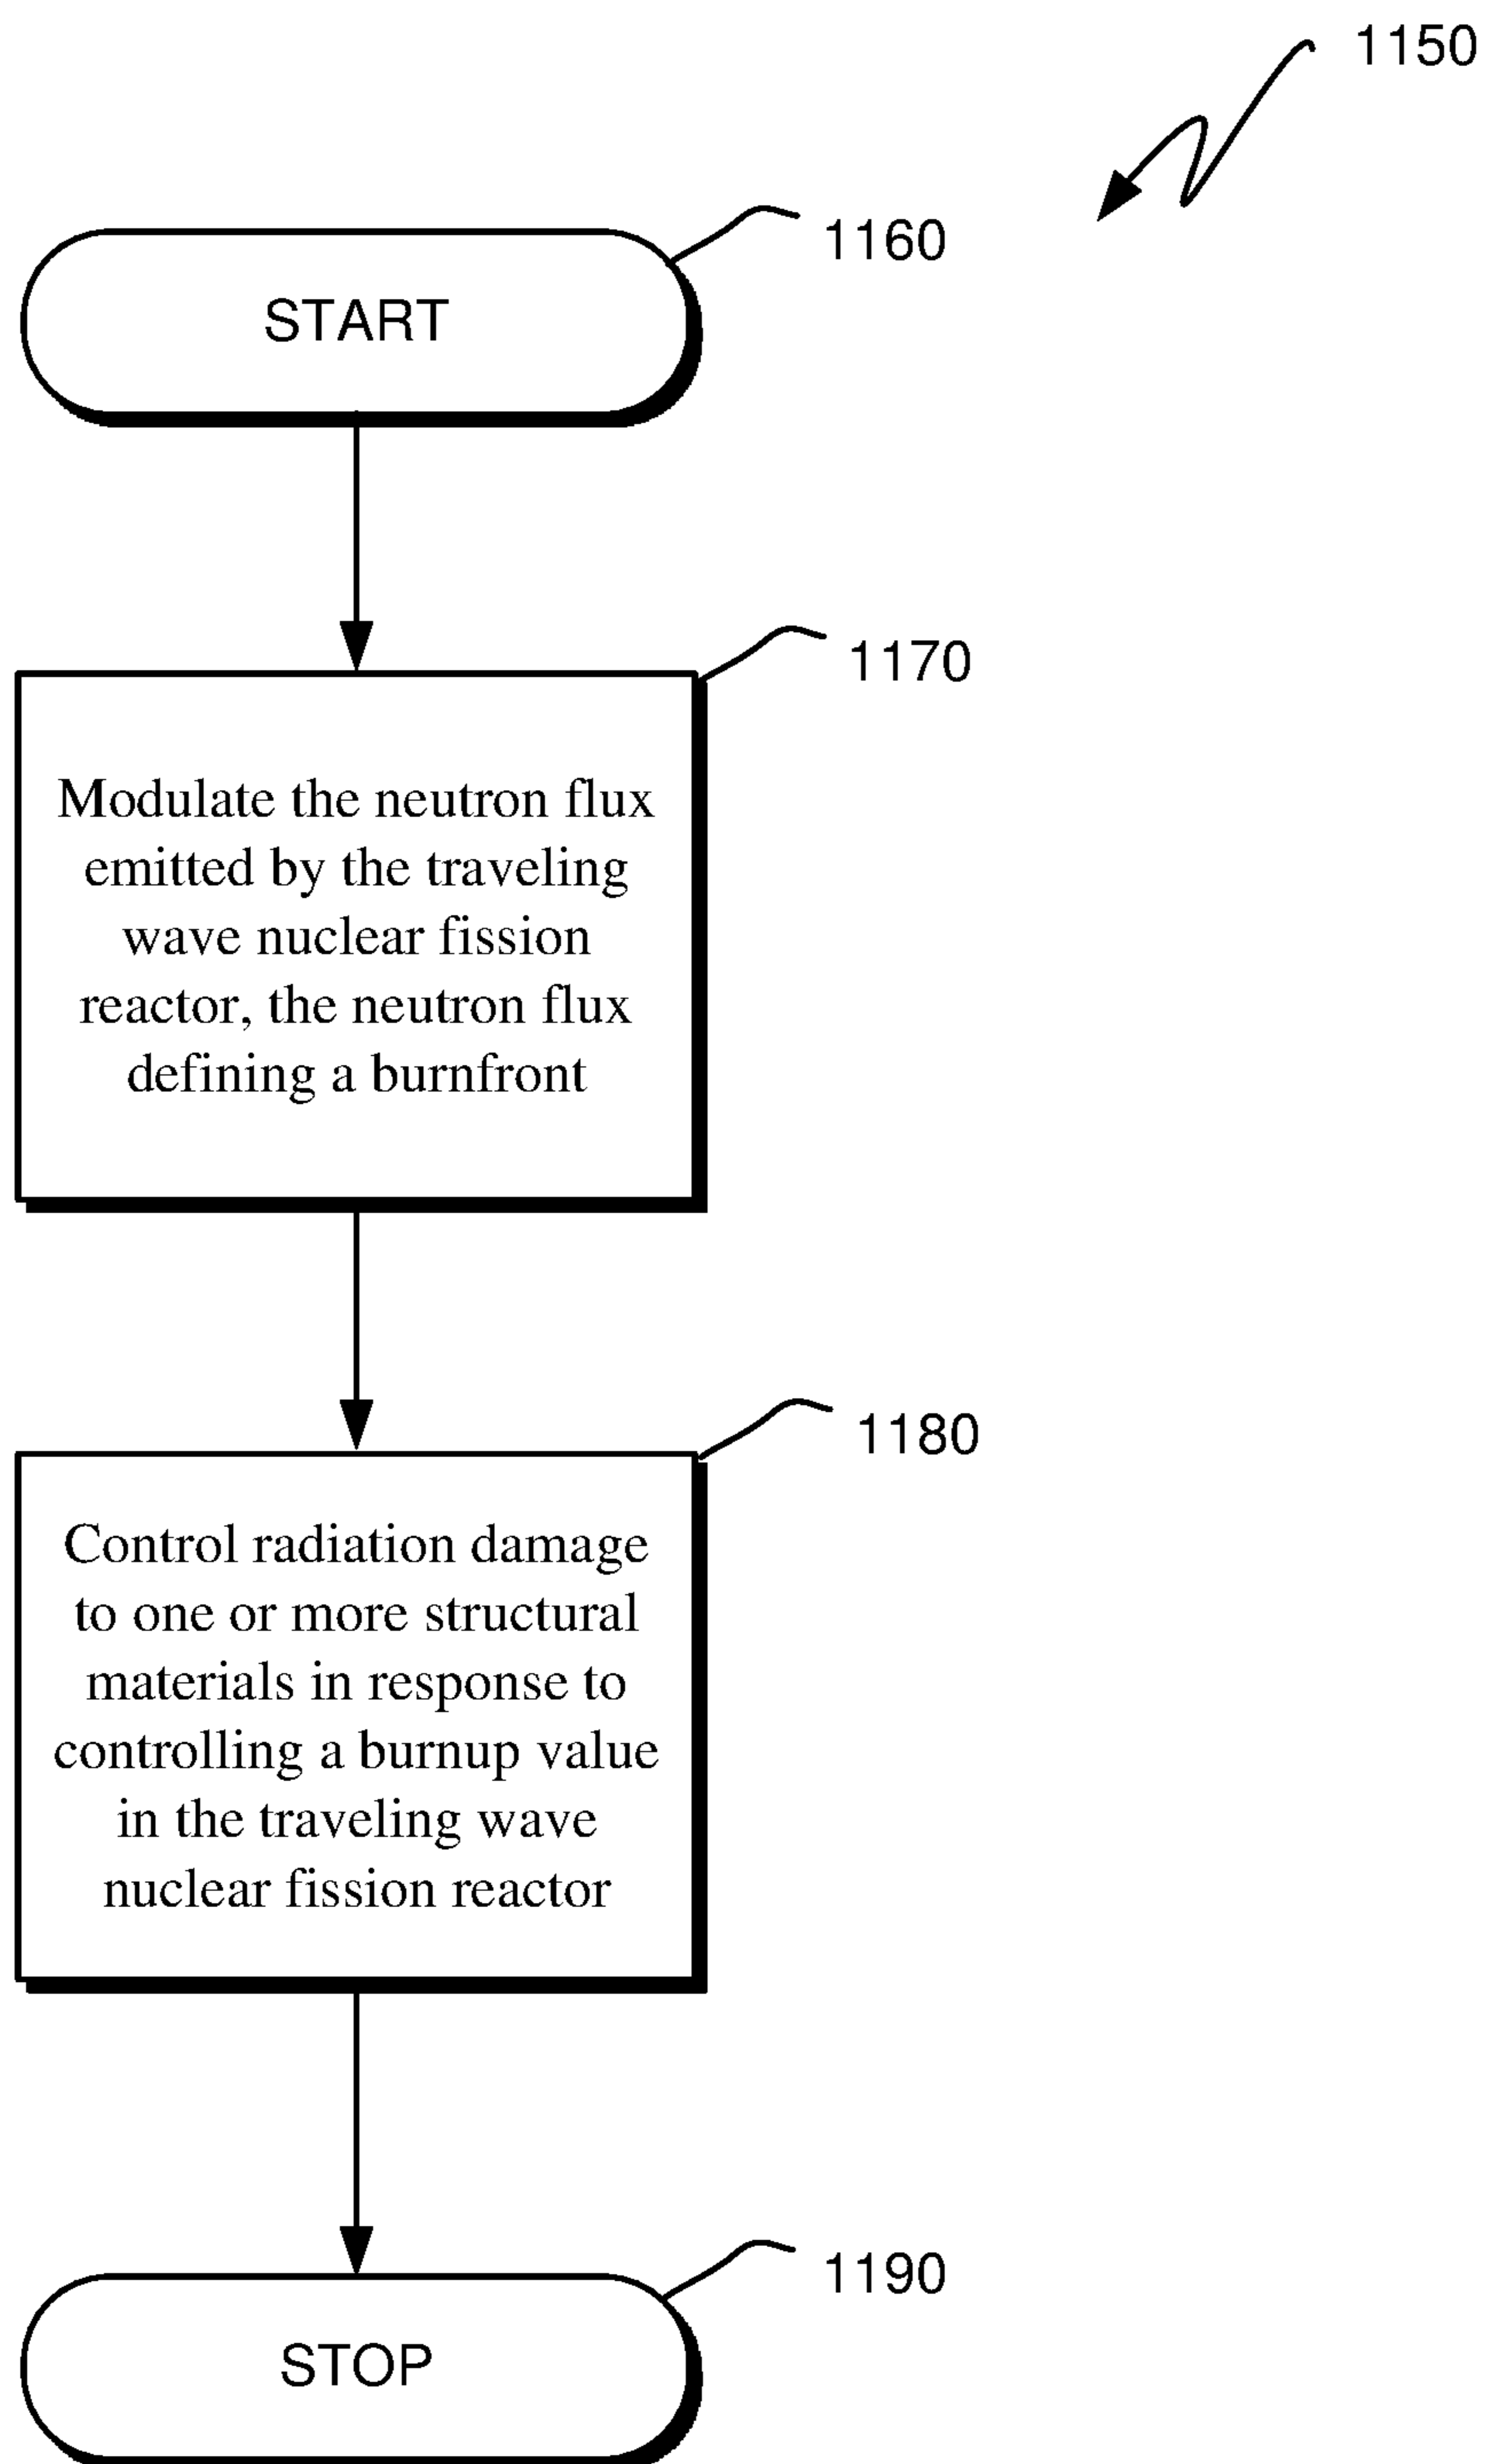 1150
1160
START
1170
Modulate the neutron flux
emitted by the traveling
wave nuclear fission
reactor, the neutron flux
defining a burnfront
1180
Control radiation damage
to one or more structural
materials in response to
controlling a burnup value
in the traveling wave
nuclear fission reactor
1190
STOP